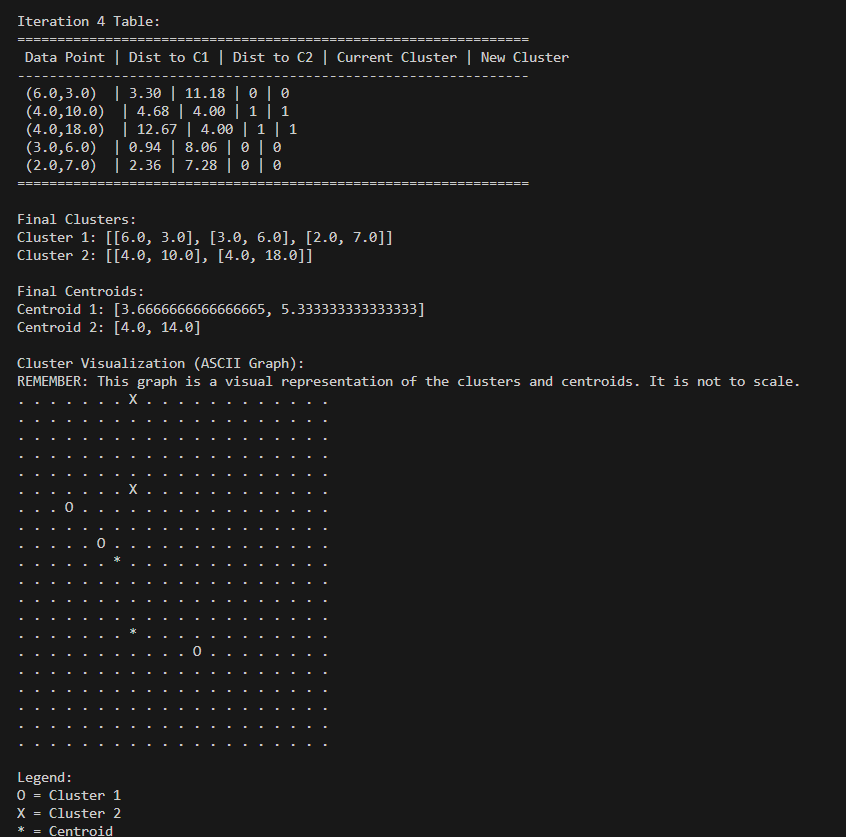 Iteration 4 Table:
================================================================
Data Point | Dist to C1 | Dist to C2 | Current Cluster | New Cluster
----------------------------------------------------------------
(6.0,3.0) | 3.30 | 11.18 | 0 | 0
(4.0,10.0) | 4.68 | 4.00 | 1 | 1
(4.0,18.0) | 12.67 | 4.00 | 1 | 1
(3.0,6.0) | 0.94 | 8.06 | 0 | 0
(2.0,7.0) | 2.36 | 7.28 | 0 | 0
================================================================
Final Clusters:
Cluster 1: [[6.0, 3.0], [3.0, 6.0], [2.0, 7.0]]
Cluster 2: [[4.0, 10.0], [4.0, 18.0]]
Final Centroids:
Centroid 1: [3.6666666666666665, 5.333333333333333]
Centroid 2: [4.0, 14.0]
Cluster Visualization (ASCII Graph):
REMEMBER: This graph is a visual representation of the clusters and centroids. It is not to scale.
. . . . . . . X . . . . . . . . . . . .
. . . . . . . . . . . . . . . . . . . .
. . . . . . . . . . . . . . . . . . . .
. . . . . . . . . . . . . . . . . . . .
. . . . . . . . . . . . . . . . . . . .
. . . . . . . X . . . . . . . . . . . .
. . . O . . . . . . . . . . . . . . . .
. . . . . . . . . . . . . . . . . . . .
. . . . . O . . . . . . . . . . . . . .
. . . . . . * . . . . . . . . . . . . .
. . . . . . . . . . . . . . . . . . . .
. . . . . . . . . . . . . . . . . . . .
. . . . . . . . . . . . . . . . . . . .
. . . . . . . * . . . . . . . . . . . .
. . . . . . . . . . . O . . . . . . . .
. . . . . . . . . . . . . . . . . . . .
. . . . . . . . . . . . . . . . . . . .
. . . . . . . . . . . . . . . . . . . .
. . . . . . . . . . . . . . . . . . . .
. . . . . . . . . . . . . . . . . . . .
Legend:
O = Cluster 1
X = Cluster 2
* = Centroid